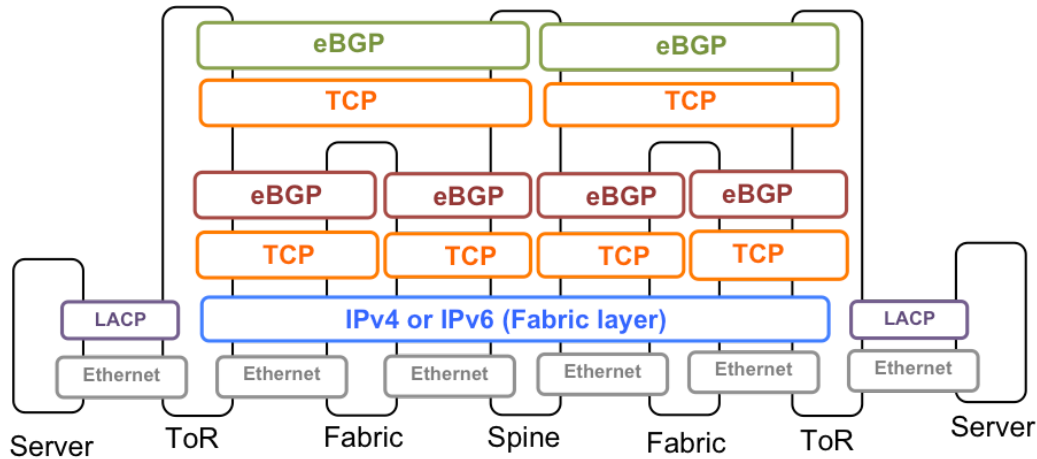 eBGP eBGP
TCP TCP
eBGP eBGP eBGP eBGP
TCP TCP TCP TCP
LACP IPv4 or IPv6 (Fabric layer) LACP
Ethernet Ethernet Ethernet Ethernet Ethernet Ethernet
Server ToR Fabric Spine Fabric ToR Server